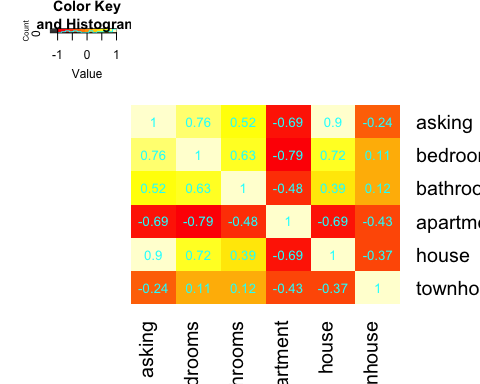 Color Key
and Histogran
Count
0
-1 0 1
Value
1 0.76 0.52 -0.69 0.9 -0.24 asking
0.76 1 0.63 -0.79 0.72 0.11 bedroor
0.52 0.63 1 -0.48 0.39 0.12 bathroo
-0.69 -0.79 -0.48 1 -0.69 -0.43 apartme
0.9 0.72 0.39 -0.69 1 -0.37 house
-0.24 0.11 0.12 -0.43 -0.37 1 townho
asking
drooms
nrooms
artment
house
nhouse